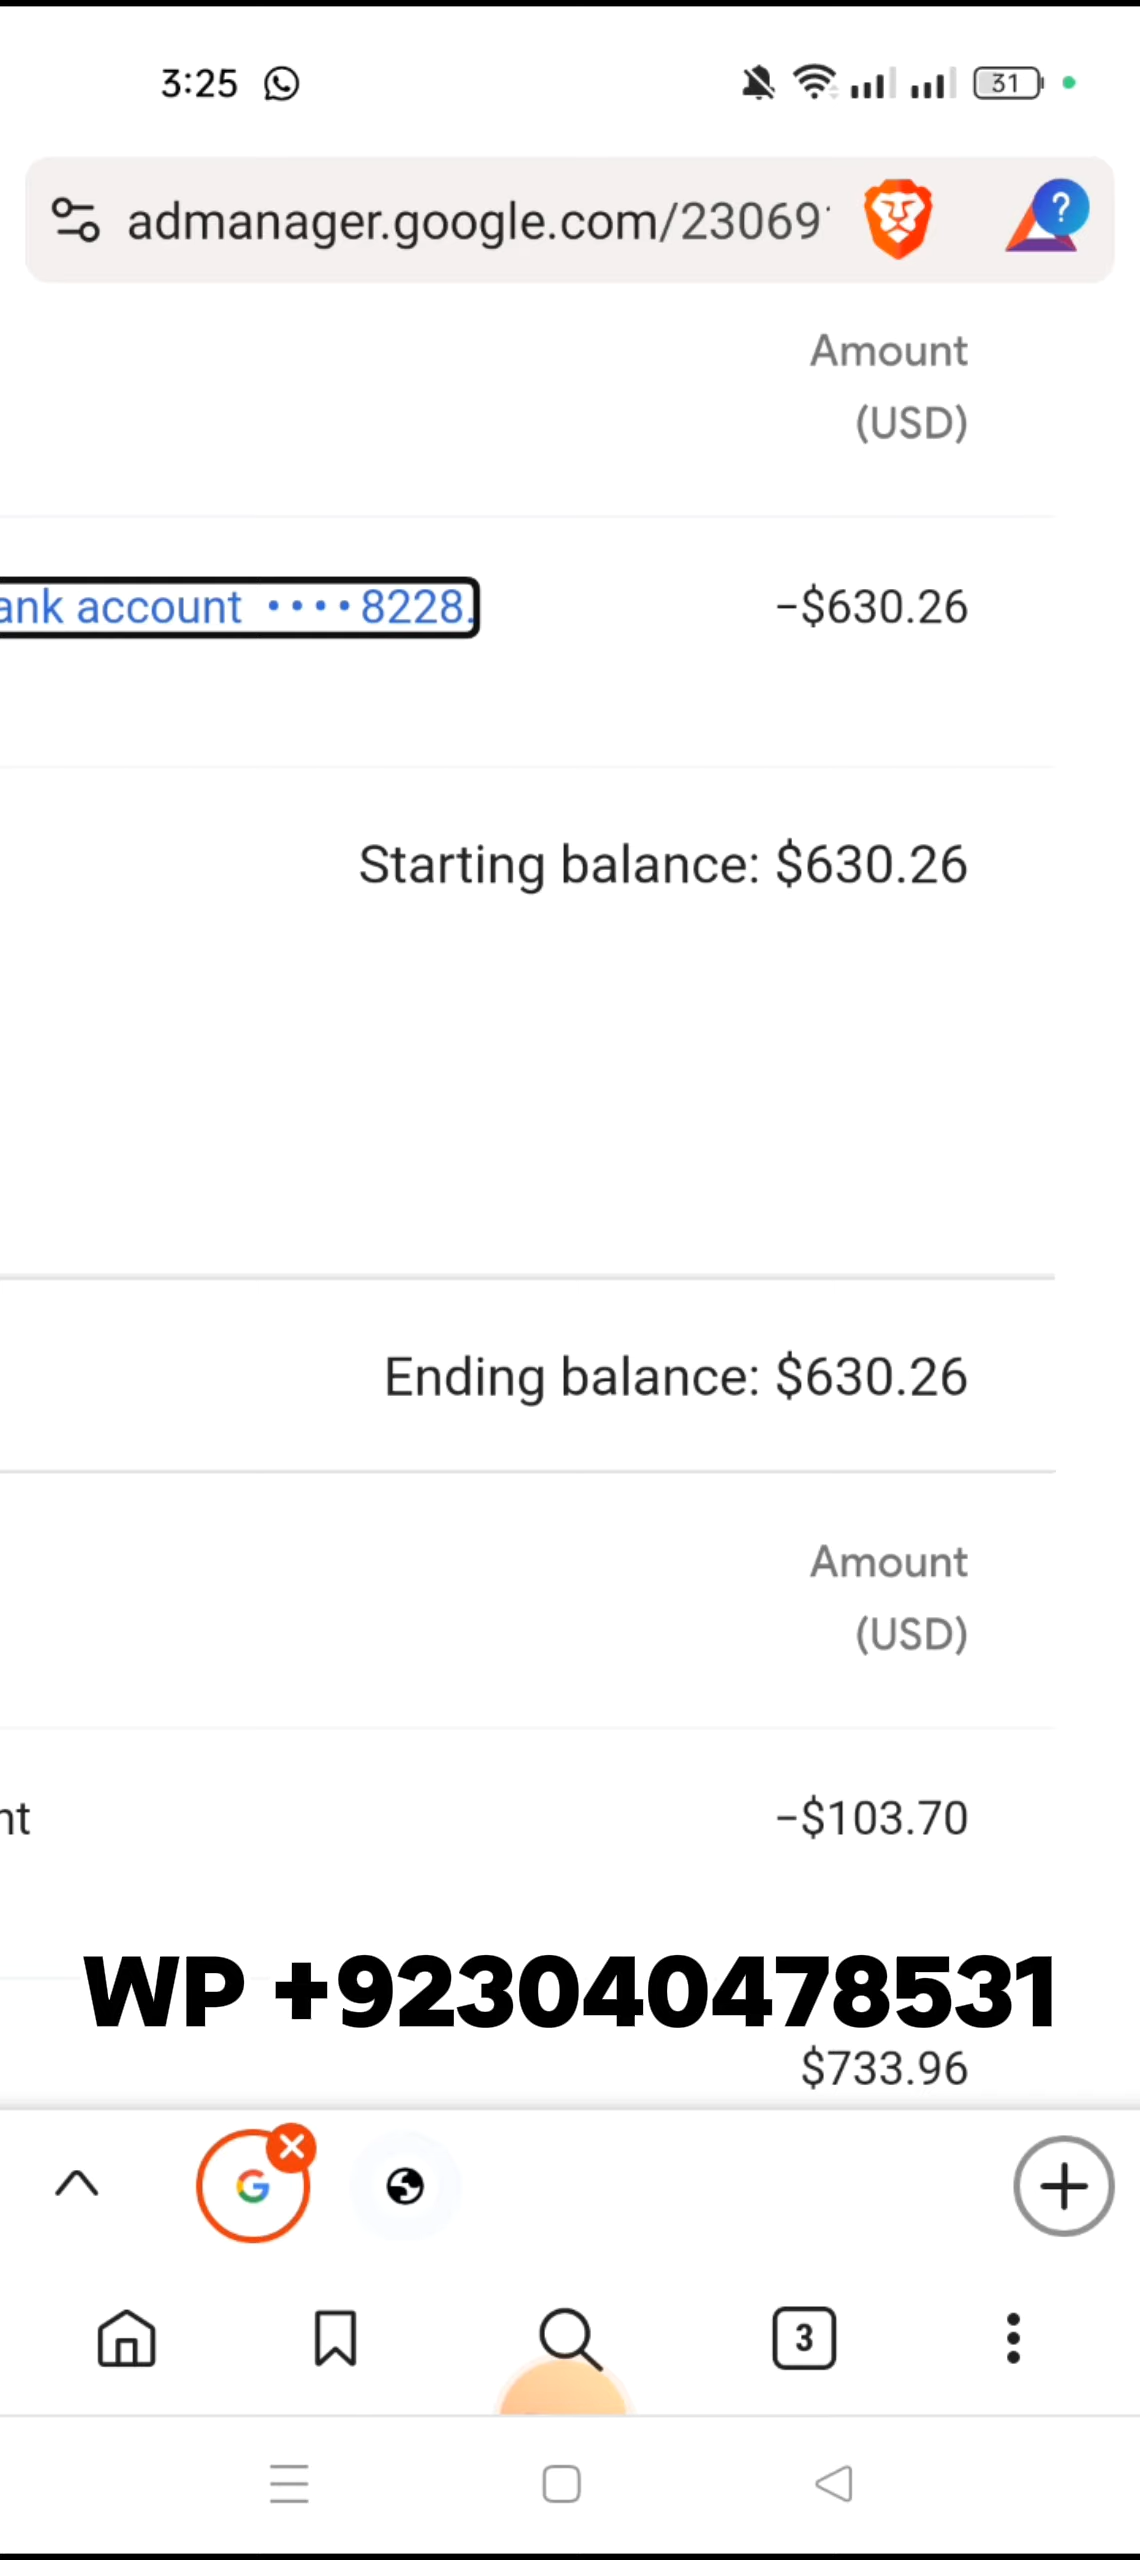 3:25
31
admanager.google.com/23069
Amount
(USD)
ank account ····8228.
−$630.26
Starting balance: $630.26
Ending balance: $630.26
Amount
(USD)
nt
−$103.70
WP +923040478531
$733.96
3